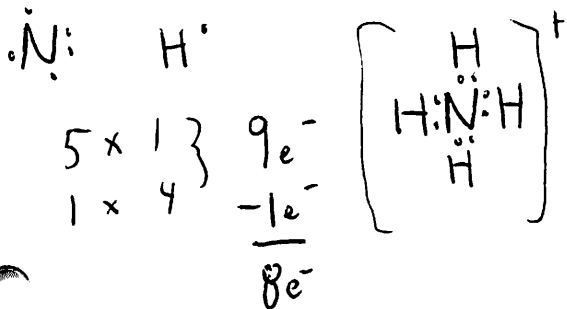 ·N: H·
5 × 1 } 9e⁻
1 × 4 -1e⁻
8e⁻
[ H
H:N:H
H ]⁺